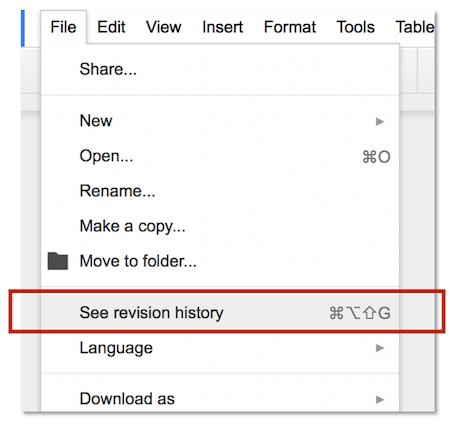 File Edit View Insert Format Tools Table
Share...
New ►
Open... ⌘O
Rename...
Make a copy...
Move to folder...
See revision history ⌘⌥⇧G
Language ►
Download as ►